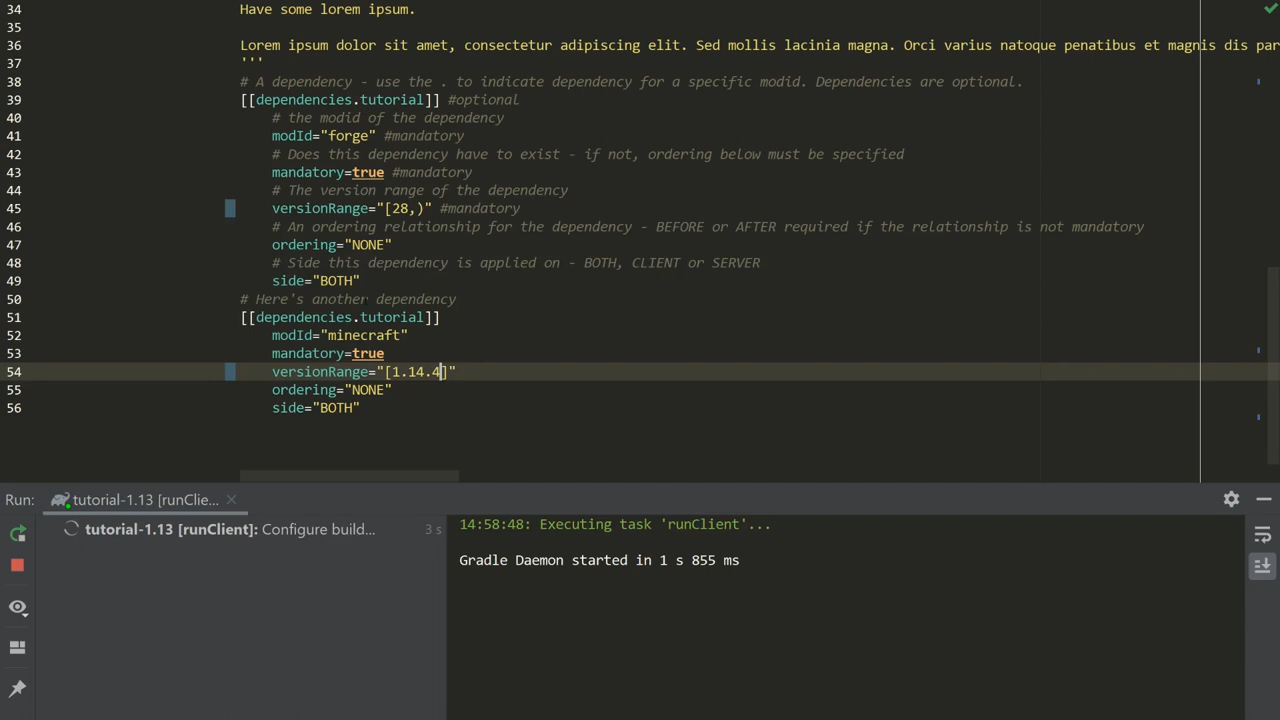 34 Have some lorem ipsum.
35
36 Lorem ipsum dolor sit amet, consectetur adipiscing elit. Sed mollis lacinia magna. Orci varius natoque penatibus et magnis dis par
37 '''
38 # A dependency - use the . to indicate dependency for a specific modid. Dependencies are optional.
39 [[dependencies.tutorial]] #optional
40 # the modid of the dependency
41 modId="forge" #mandatory
42 # Does this dependency have to exist - if not, ordering below must be specified
43 mandatory=true #mandatory
44 # The version range of the dependency
45 versionRange="[28,)" #mandatory
46 # An ordering relationship for the dependency - BEFORE or AFTER required if the relationship is not mandatory
47 ordering="NONE"
48 # Side this dependency is applied on - BOTH, CLIENT or SERVER
49 side="BOTH"
50 # Here's another dependency
51 [[dependencies.tutorial]]
52 modId="minecraft"
53 mandatory=true
54 versionRange="[1.14.4]"
55 ordering="NONE"
56 side="BOTH"
Run: tutorial-1.13 [runClie...
tutorial-1.13 [runClient]: Configure build... 3 s
14:58:48: Executing task 'runClient'...
Gradle Daemon started in 1 s 855 ms